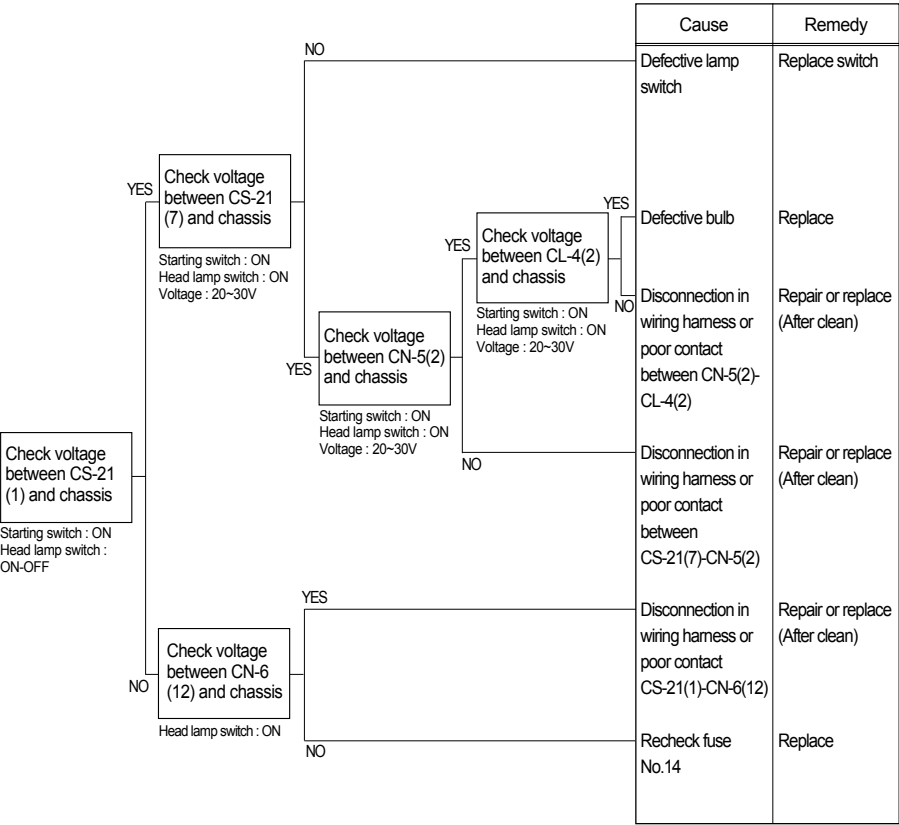 Cause
Remedy
NO
Defective lamp
switch
Replace switch
YES
Check voltage
between CS-21
(7) and chassis
Starting switch : ON
Head lamp switch : ON
Voltage : 20~30V
YES
Defective bulb
Replace
YES
Check voltage
between CL-4(2)
and chassis
Starting switch : ON
Head lamp switch : ON
Voltage : 20~30V
NO
Disconnection in
wiring harness or
poor contact
between CN-5(2)-
CL-4(2)
Repair or replace
(After clean)
YES
Check voltage
between CN-5(2)
and chassis
Starting switch : ON
Head lamp switch : ON
Voltage : 20~30V
NO
Disconnection in
wiring harness or
poor contact
between
CS-21(7)-CN-5(2)
Repair or replace
(After clean)
Check voltage
between CS-21
(1) and chassis
Starting switch : ON
Head lamp switch :
ON-OFF
YES
Disconnection in
wiring harness or
poor contact
CS-21(1)-CN-6(12)
Repair or replace
(After clean)
NO
Check voltage
between CN-6
(12) and chassis
Head lamp switch : ON
NO
Recheck fuse
No.14
Replace